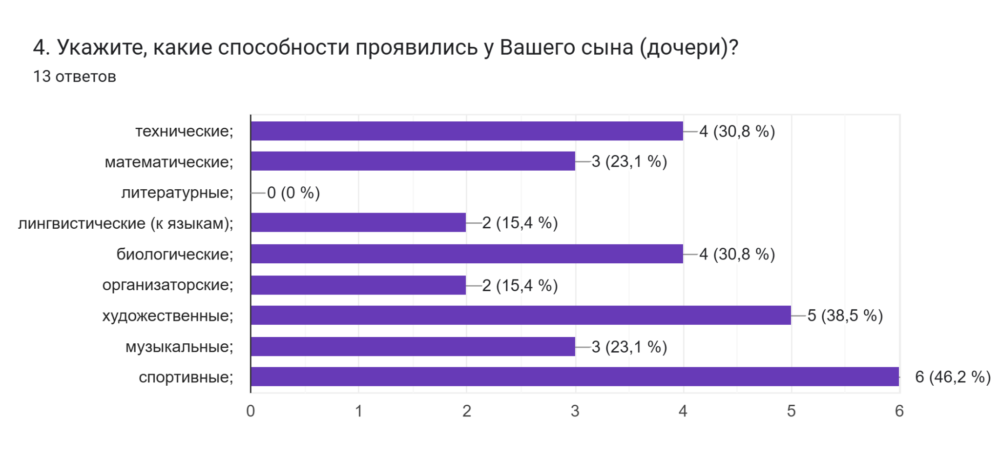 4. Укажите, какие способности проявились у Вашего сына (дочери)?
13 ответов
технические; 4 (30,8 %)
математические; 3 (23,1 %)
литературные; 0 (0 %)
лингвистические (к языкам); 2 (15,4 %)
биологические; 4 (30,8 %)
организаторские; 2 (15,4 %)
художественные; 5 (38,5 %)
музыкальные; 3 (23,1 %)
спортивные; 6 (46,2 %)
0 1 2 3 4 5 6